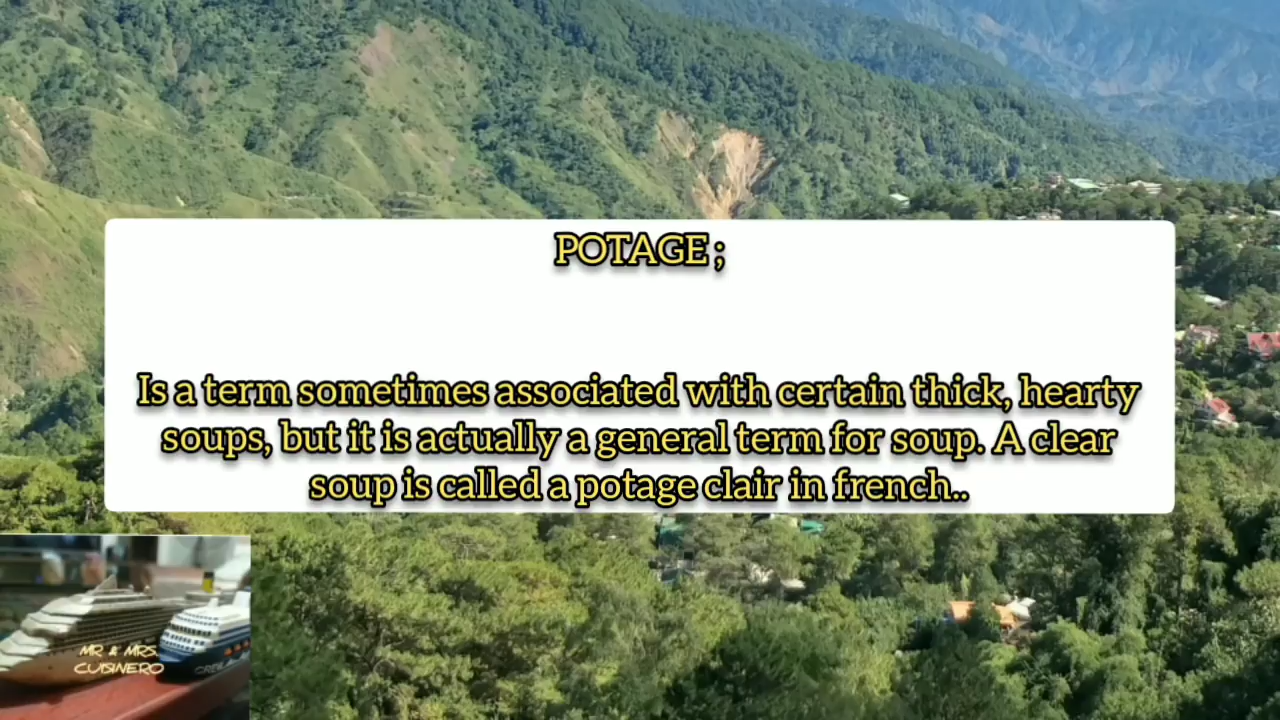 POTAGE ;
Is a term sometimes associated with certain thick, hearty
soups, but it is actually a general term for soup. A clear
soup is called a potage clair in french..
MR & MRS.
CUISINERO